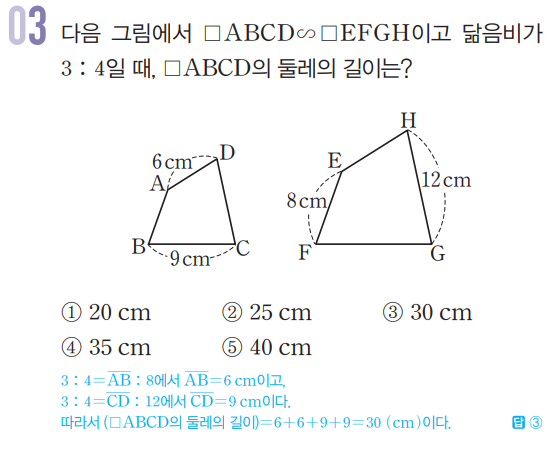 03 다음 그림에서 □ABCD∽□EFGH이고 닮음비가
3 : 4일 때, □ABCD의 둘레의 길이는?
H
D
6 cm
E
A
12 cm
8 cm
B
C
F
G
9 cm
① 20 cm ② 25 cm ③ 30 cm
④ 35 cm ⑤ 40 cm
3 : 4=A̅B̅ : 8에서 A̅B̅=6 cm이고,
3 : 4=C̅D̅ : 12에서 C̅D̅=9 cm이다.
따라서 (□ABCD의 둘레의 길이)=6+6+9+9=30 (cm)이다. 답 ③